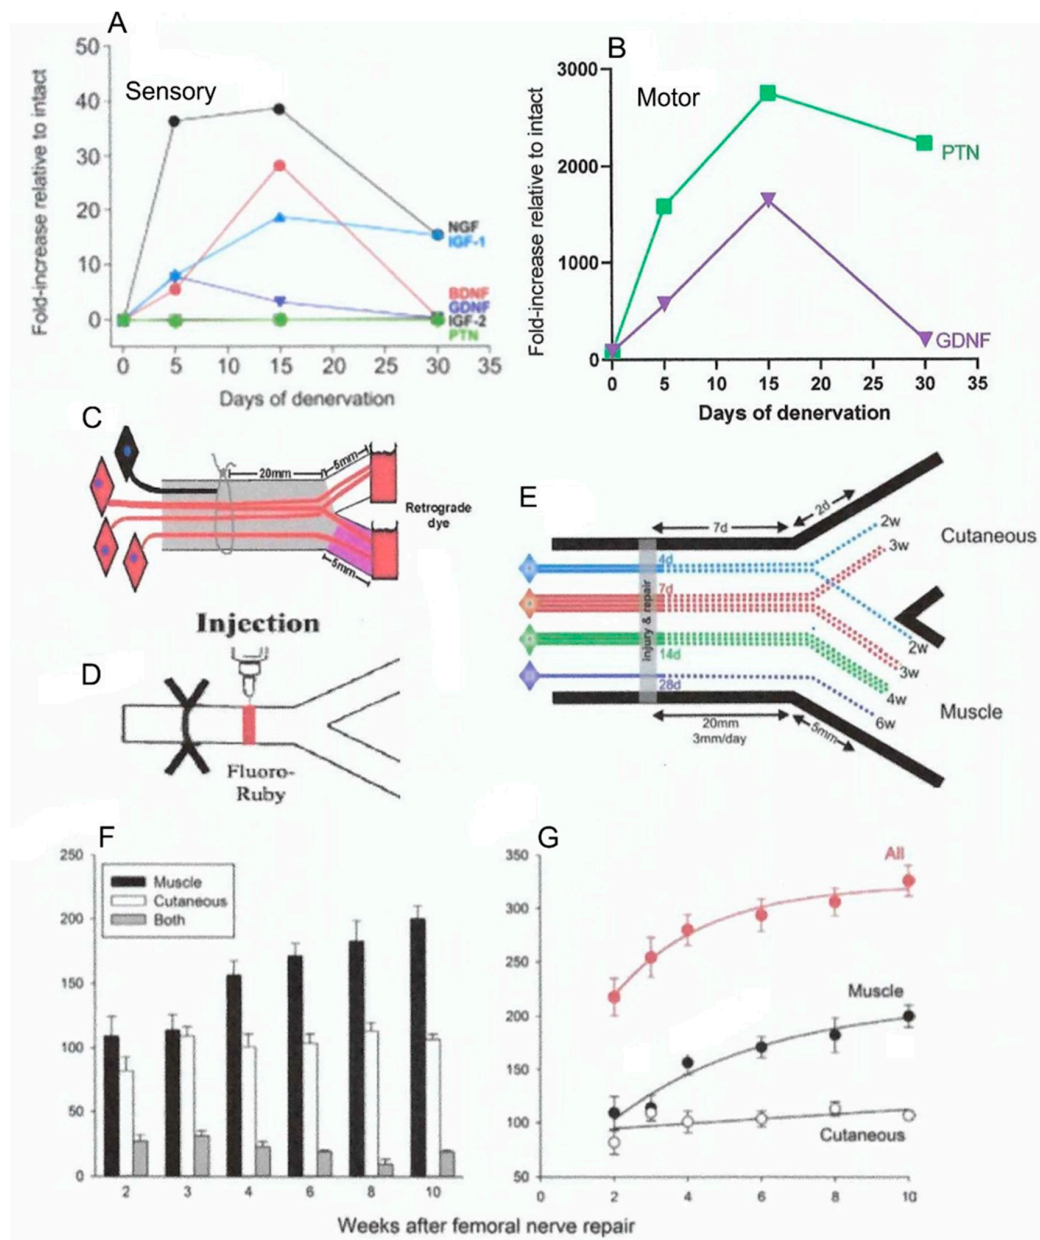 A
Fold-increase relative to intact
50
40
30
20
10
0
Sensory
NGF
IGF-1
BDNF
GDNF
IGF-2
PTN
0 5 10 15 20 25 30 35
Days of denervation
B
Fold-increase relative to intact
3000
2000
1000
0
Motor
PTN
GDNF
0 5 10 15 20 25 30 35
Days of denervation
C
20mm
5mm
Retrograde
dye
5mm
D
Injection
Fluoro-
Ruby
E
7d
2d
2w
Cutaneous
3w
4d
7d
Injury & repair
14d
28d
2w
3w
4w
6w
Muscle
20mm
3mm/day
5mm
F
250
200
150
100
50
0
Muscle
Cutaneous
Both
2 3 4 6 8 10
G
350
300
250
200
150
100
50
All
Muscle
Cutaneous
0 2 4 6 8 10
Weeks after femoral nerve repair